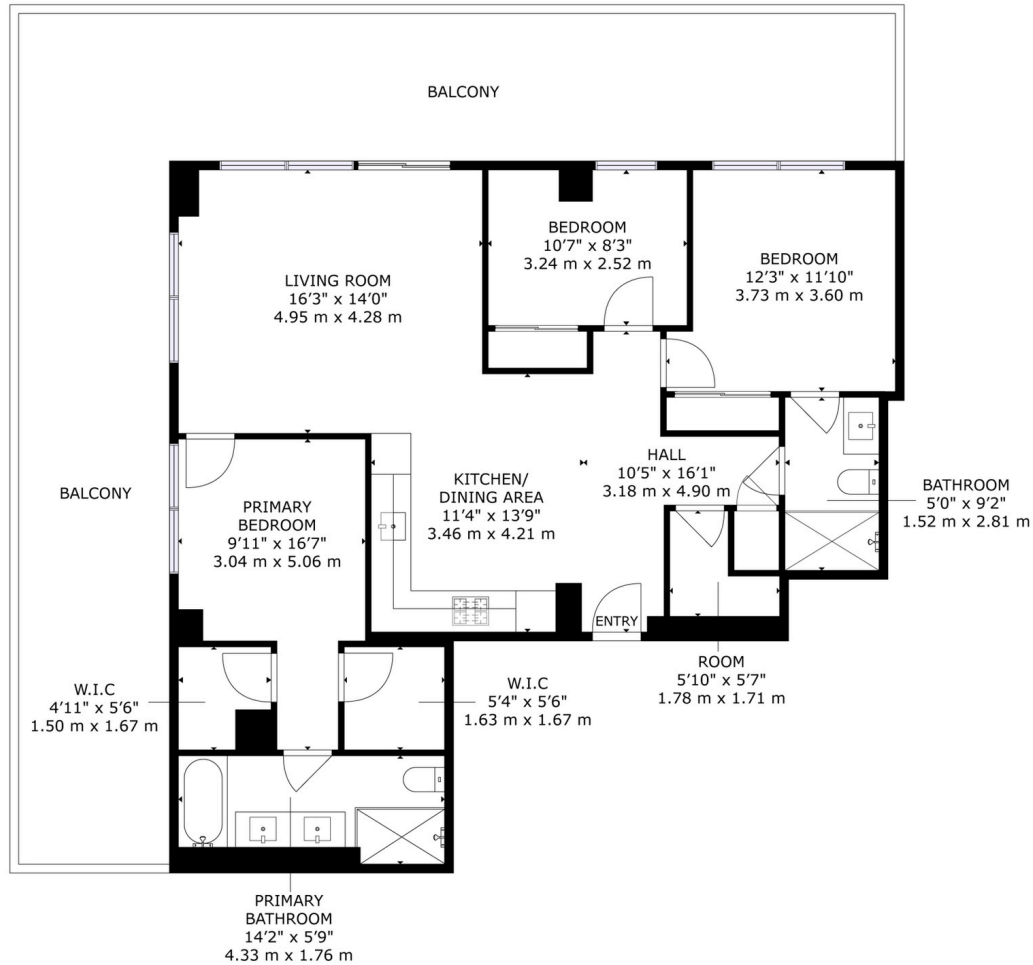 BALCONY
BEDROOM
10'7" x 8'3"
3.24 m x 2.52 m
BEDROOM
12'3" x 11'10"
3.73 m x 3.60 m
LIVING ROOM
16'3" x 14'0"
4.95 m x 4.28 m
BALCONY
PRIMARY
BEDROOM
9'11" x 16'7"
3.04 m x 5.06 m
KITCHEN/
DINING AREA
11'4" x 13'9"
3.46 m x 4.21 m
HALL
10'5" x 16'1"
3.18 m x 4.90 m
BATHROOM
5'0" x 9'2"
1.52 m x 2.81 m
ENTRY
ROOM
5'10" x 5'7"
1.78 m x 1.71 m
W.I.C
4'11" x 5'6"
1.50 m x 1.67 m
W.I.C
5'4" x 5'6"
1.63 m x 1.67 m
PRIMARY
BATHROOM
14'2" x 5'9"
4.33 m x 1.76 m